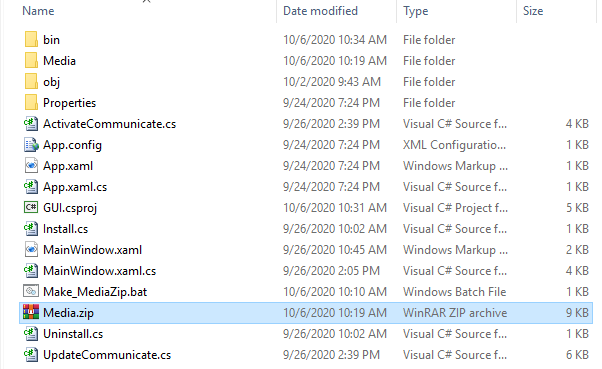 Name Date modified Type Size
bin 10/6/2020 10:34 AM File folder
Media 10/6/2020 10:19 AM File folder
obj 10/2/2020 9:43 AM File folder
Properties 9/24/2020 7:24 PM File folder
ActivateCommunicate.cs 9/26/2020 2:39 PM Visual C# Source f... 4 KB
App.config 9/24/2020 7:24 PM XML Configuratio... 1 KB
App.xaml 9/24/2020 7:24 PM Windows Markup ... 1 KB
App.xaml.cs 9/24/2020 7:24 PM Visual C# Source f... 1 KB
GUI.csproj 10/6/2020 10:31 AM Visual C# Project f... 5 KB
Install.cs 9/26/2020 10:02 AM Visual C# Source f... 1 KB
MainWindow.xaml 9/26/2020 10:45 AM Windows Markup ... 2 KB
MainWindow.xaml.cs 9/26/2020 2:05 PM Visual C# Source f... 4 KB
Make_MediaZip.bat 10/6/2020 10:10 AM Windows Batch File 1 KB
Media.zip 10/6/2020 10:19 AM WinRAR ZIP archive 9 KB
Uninstall.cs 9/26/2020 10:02 AM Visual C# Source f... 1 KB
UpdateCommunicate.cs 9/26/2020 2:39 PM Visual C# Source f... 6 KB